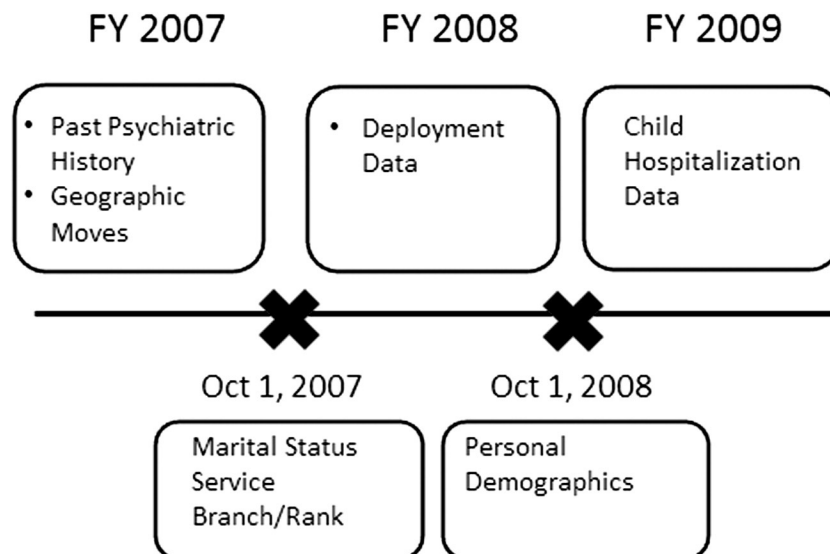 FY 2007
FY 2008
FY 2009
• Past Psychiatric
History
• Geographic
Moves
• Deployment
Data
Child
Hospitalization
Data
Oct 1, 2007
Oct 1, 2008
Marital Status
Service
Branch/Rank
Personal
Demographics